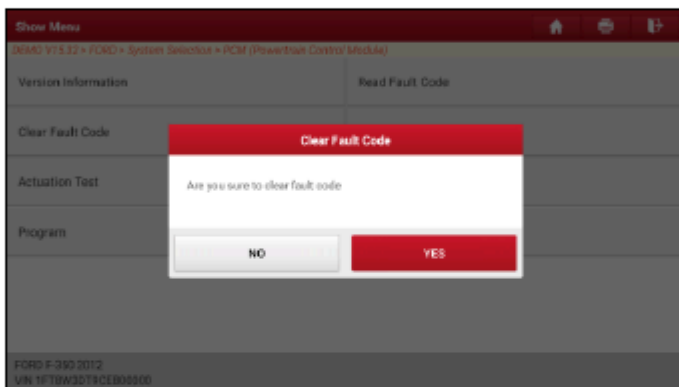 Show Menu
DEMO V15.32 > FORD > System Selection > PCM (Powertrain Control Module)
Version Information
Read Fault Code
Clear Fault Code
Clear Fault Code
Are you sure to clear fault code
Actuation Test
Program
NO
YES
FORD F-350 2012
VIN